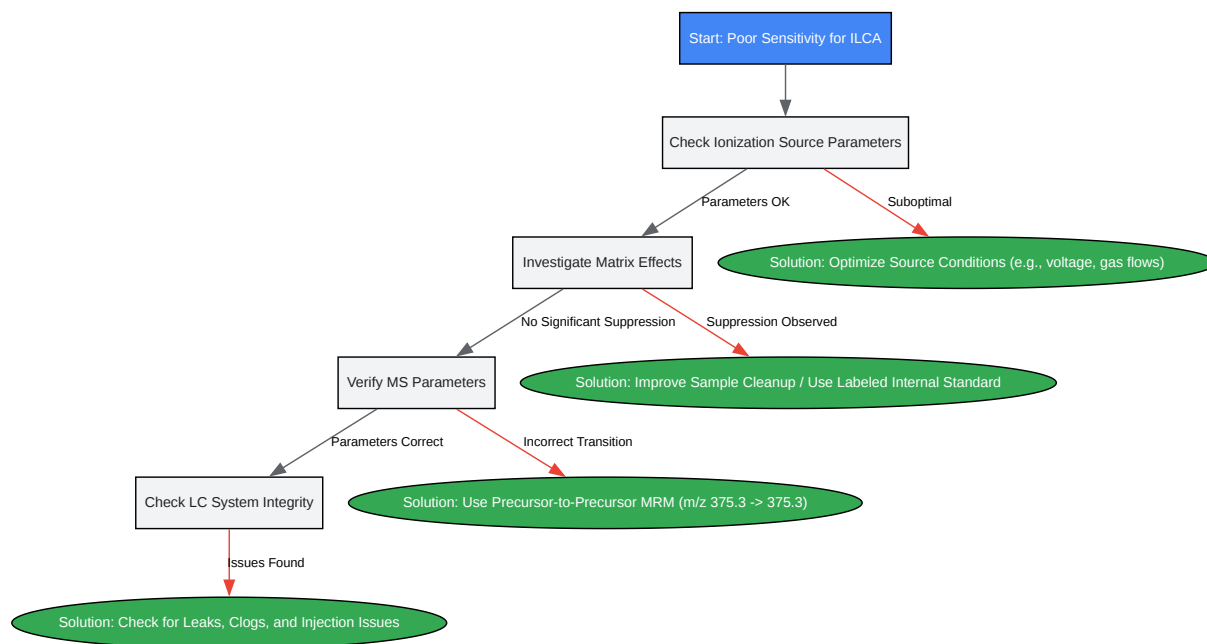 Start: Poor Sensitivity for ILCA
Check Ionization Source Parameters
Parameters OK
Suboptimal
Investigate Matrix Effects
Solution: Optimize Source Conditions (e.g., voltage, gas flows)
No Significant Suppression
Suppression Observed
Verify MS Parameters
Solution: Improve Sample Cleanup / Use Labeled Internal Standard
Parameters Correct
Incorrect Transition
Check LC System Integrity
Solution: Use Precursor-to-Precursor MRM (m/z 375.3 -> 375.3)
Issues Found
Solution: Check for Leaks, Clogs, and Injection Issues